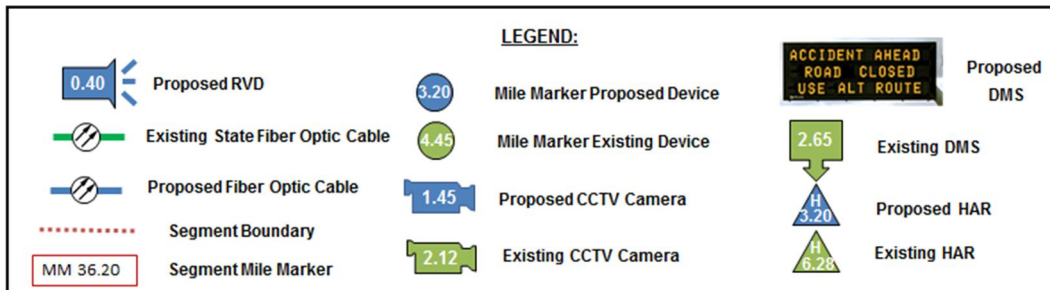 LEGEND:
0.40
Proposed RVD
Existing State Fiber Optic Cable
Proposed Fiber Optic Cable
Segment Boundary
MM 36.20
Segment Mile Marker
3.20
Mile Marker Proposed Device
4.45
Mile Marker Existing Device
1.45
Proposed CCTV Camera
2.12
Existing CCTV Camera
ACCIDENT AHEAD
ROAD CLOSED
USE ALT ROUTE
Proposed
DMS
2.65
Existing DMS
H
3.20
Proposed HAR
H
6.28
Existing HAR